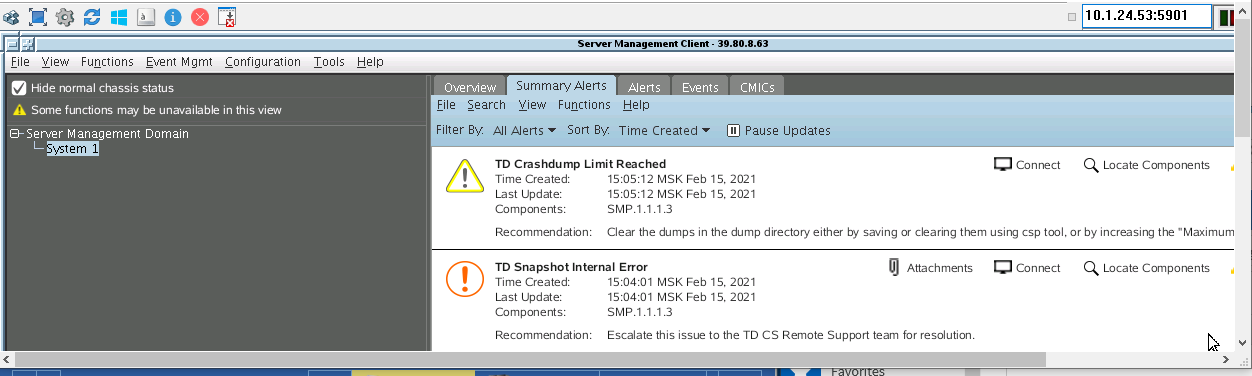 10.1.24.53:5901
Server Management Client - 39.80.8.63
File View Functions Event Mgmt Configuration Tools Help
Hide normal chassis status
Some functions may be unavailable in this view
Server Management Domain
System 1
Overview Summary Alerts Alerts Events CMICs
File Search View Functions Help
Filter By: All Alerts Sort By: Time Created Pause Updates
TD Crashdump Limit Reached Connect Locate Components
Time Created: 15:05:12 MSK Feb 15, 2021
Last Update: 15:05:12 MSK Feb 15, 2021
Components: SMP.1.1.1.3
Recommendation: Clear the dumps in the dump directory either by saving or clearing them using csp tool, or by increasing the "Maximum
TD Snapshot Internal Error Attachments Connect Locate Components
Time Created: 15:04:01 MSK Feb 15, 2021
Last Update: 15:04:01 MSK Feb 15, 2021
Components: SMP.1.1.1.3
Recommendation: Escalate this issue to the TD CS Remote Support team for resolution.
Favorites